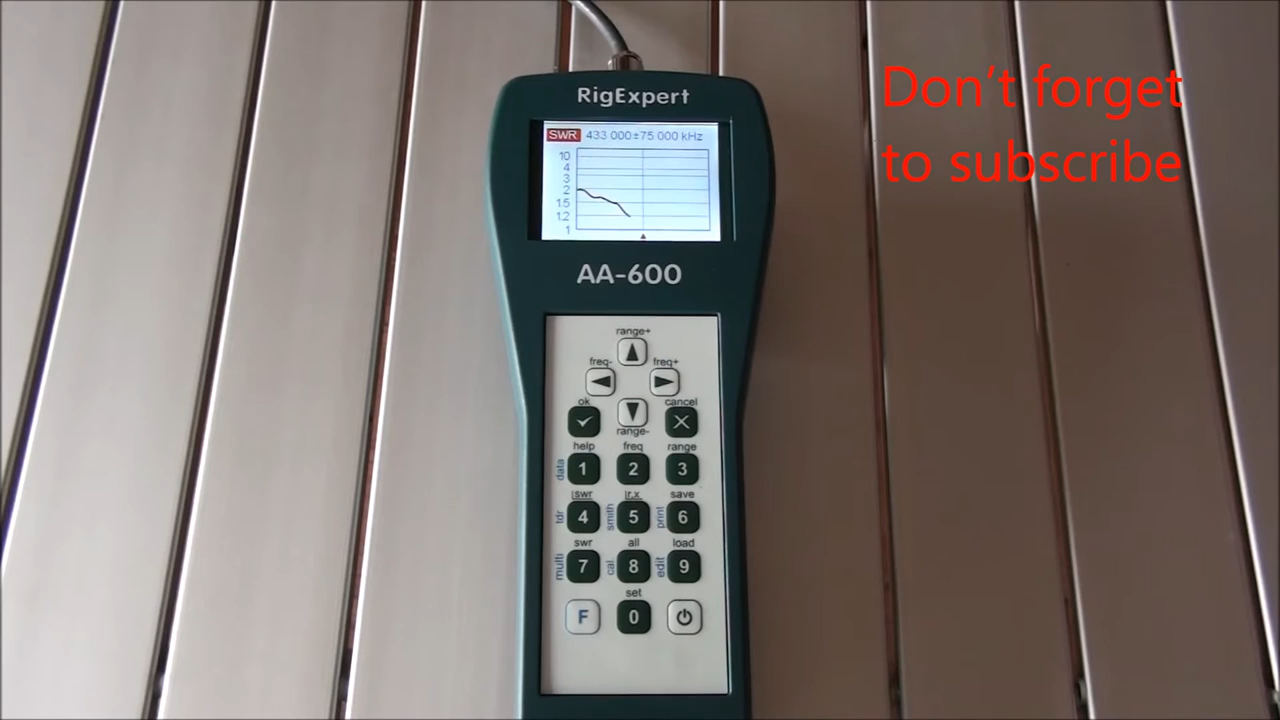 Don't forget
to subscribe
RigExpert
SWR 433 000±75 000 kHz
10
4
3
2
1.5
1.2
1
AA-600
range+
freq- freq+
ok cancel
range-
help freq range
data 1 2 3
swr r,x save
tdr 4 smith 5 print 6
swr all load
multi 7 cal 8 edit 9
set
F 0